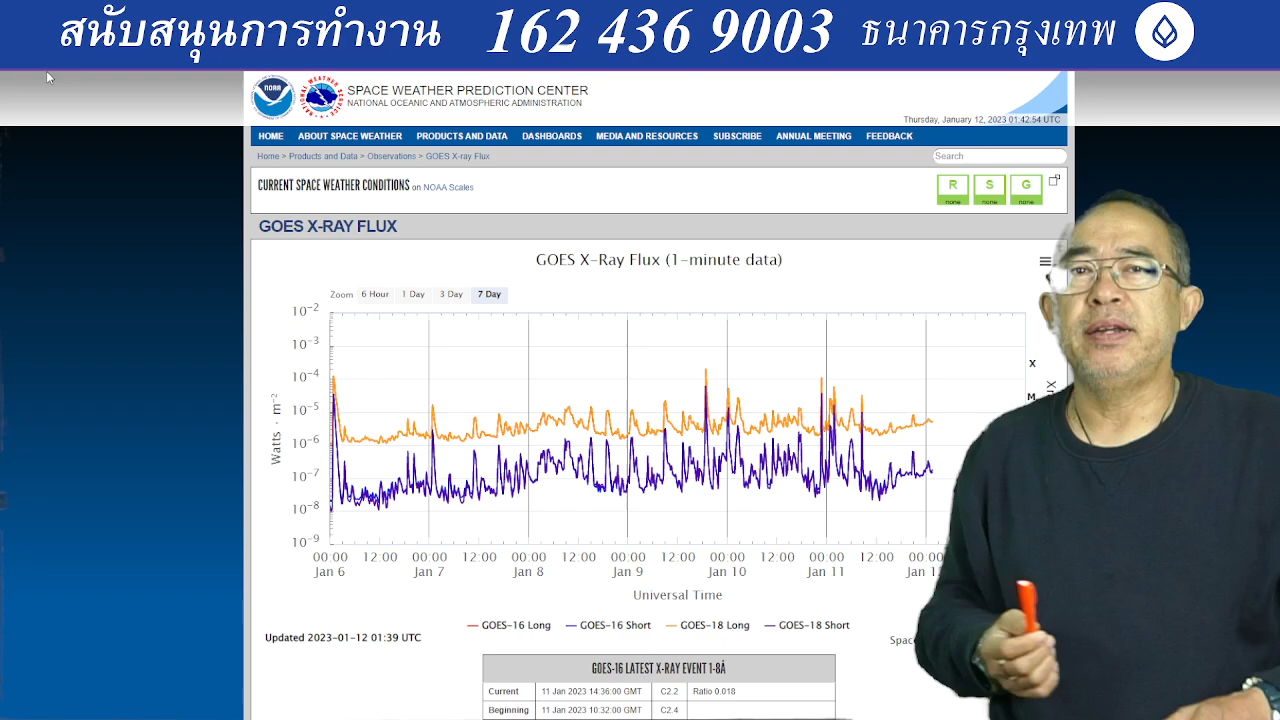 สนับสนุนการทำงาน 162 436 9003 ธนาคารกรุงเทพ
NOAA
NATIONAL WEATHER SERVICE
SPACE WEATHER PREDICTION CENTER
NATIONAL OCEANIC AND ATMOSPHERIC ADMINISTRATION
Thursday, January 12, 2023 01:42:54 UTC
HOME ABOUT SPACE WEATHER PRODUCTS AND DATA DASHBOARDS MEDIA AND RESOURCES SUBSCRIBE ANNUAL MEETING FEEDBACK
Home > Products and Data > Observations > GOES X-ray Flux
Search
CURRENT SPACE WEATHER CONDITIONS on NOAA Scales
R S G
none none none
GOES X-RAY FLUX
GOES X-Ray Flux (1-minute data)
Zoom 6 Hour 1 Day 3 Day 7 Day
10⁻²
10⁻³
10⁻⁴
10⁻⁵
10⁻⁶
10⁻⁷
10⁻⁸
10⁻⁹
Watts · m⁻²
X
M
00:00 12:00 00:00 12:00 00:00 12:00 00:00 12:00 00:00 12:00 00:00 12:00 00:00
Jan 6 Jan 7 Jan 8 Jan 9 Jan 10 Jan 11 Jan 1
Universal Time
GOES-16 Long GOES-16 Short GOES-18 Long GOES-18 Short
Updated 2023-01-12 01:39 UTC
Space
GOES-16 LATEST X-RAY EVENT 1-8Å
Current 11 Jan 2023 14:36:00 GMT C2.2 Ratio 0.018
Beginning 11 Jan 2023 10:32:00 GMT C2.4